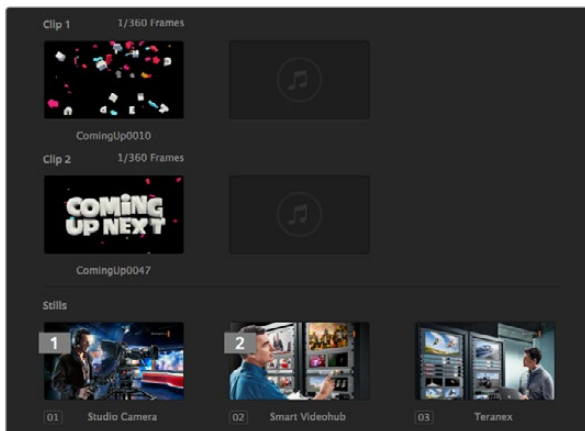 Clip 1 1/360 Frames
ComingUp0010
Clip 2 1/360 Frames
COMING
UP NEXT
ComingUp0047
Stills
1 2
01 Studio Camera 02 Smart Videohub 03 Teranex